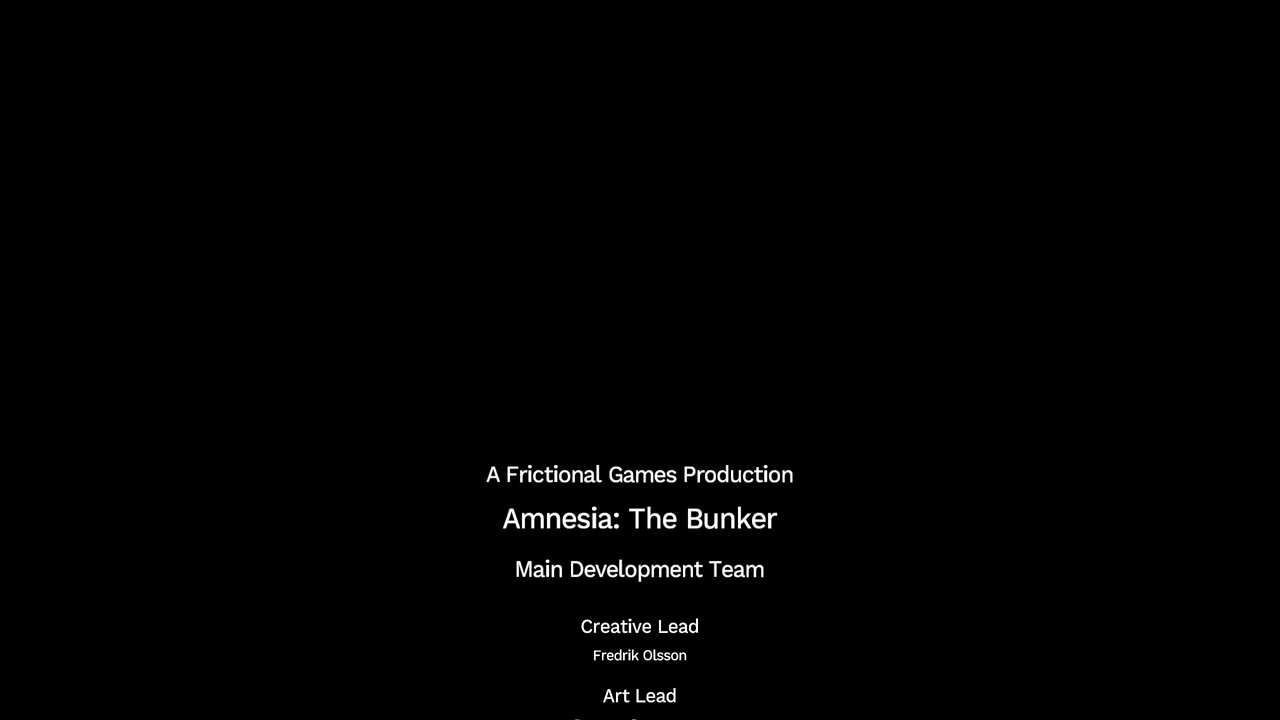 A Frictional Games Production
Amnesia: The Bunker
Main Development Team
Creative Lead
Fredrik Olsson
Art Lead